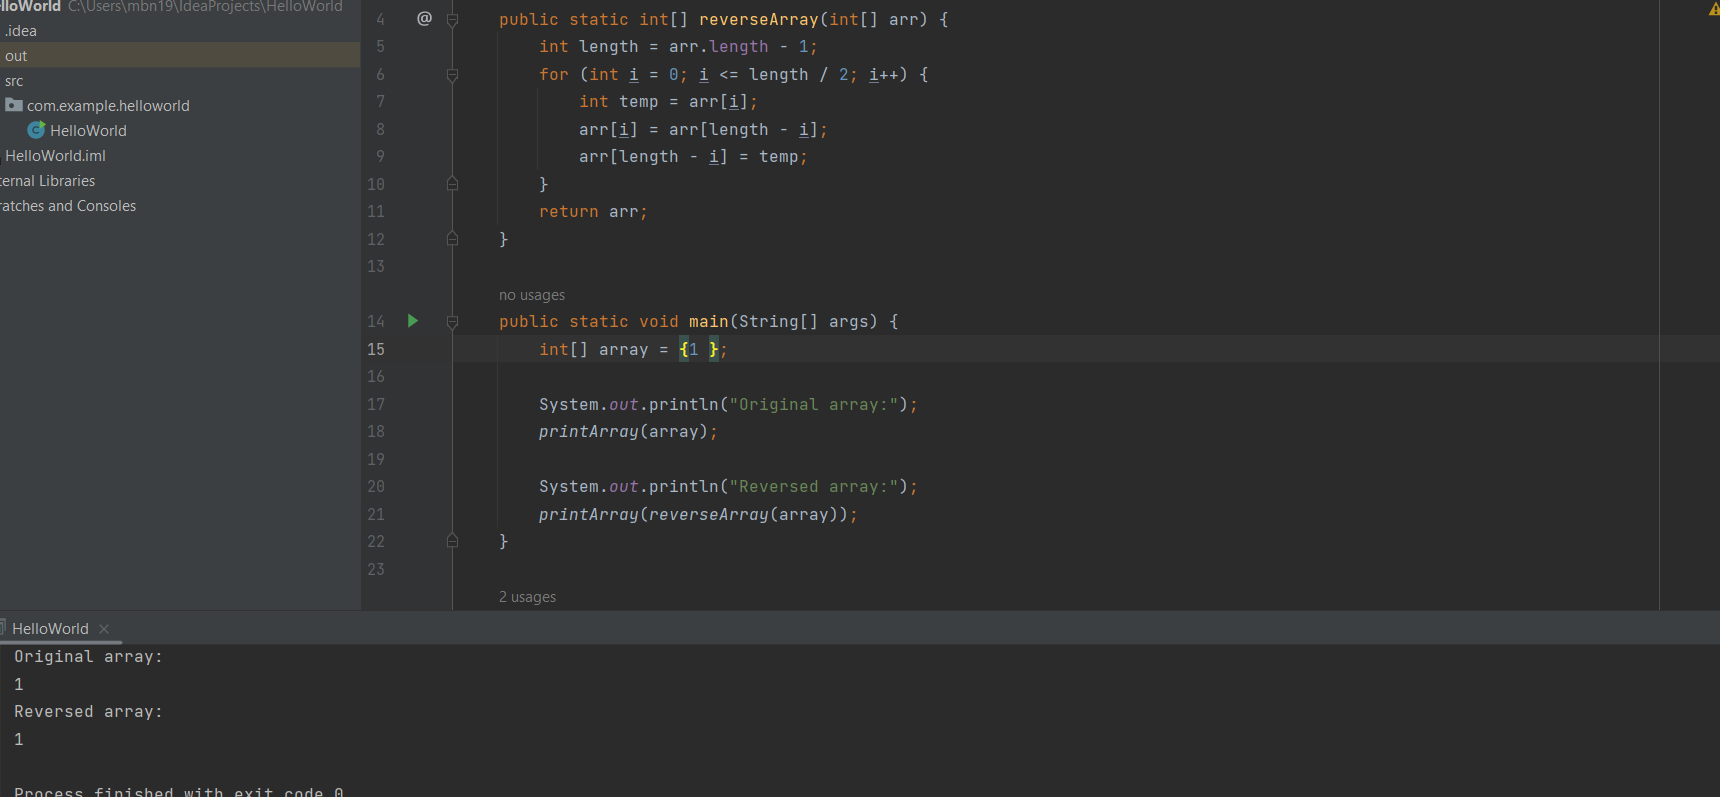 lloWorld C:\Users\mbn19\IdeaProjects\HelloWorld
.idea
out
src
com.example.helloworld
HelloWorld
HelloWorld.iml
ternal Libraries
ratches and Consoles
4 @ public static int[] reverseArray(int[] arr) {
5 int length = arr.length - 1;
6 for (int i = 0; i <= length / 2; i++) {
7 int temp = arr[i];
8 arr[i] = arr[length - i];
9 arr[length - i] = temp;
10 }
11 return arr;
12 }
13
no usages
14 public static void main(String[] args) {
15 int[] array = {1 };
16
17 System.out.println("Original array:");
18 printArray(array);
19
20 System.out.println("Reversed array:");
21 printArray(reverseArray(array));
22 }
23
2 usages
HelloWorld ×
Original array:
1
Reversed array:
1
Process finished with exit code 0